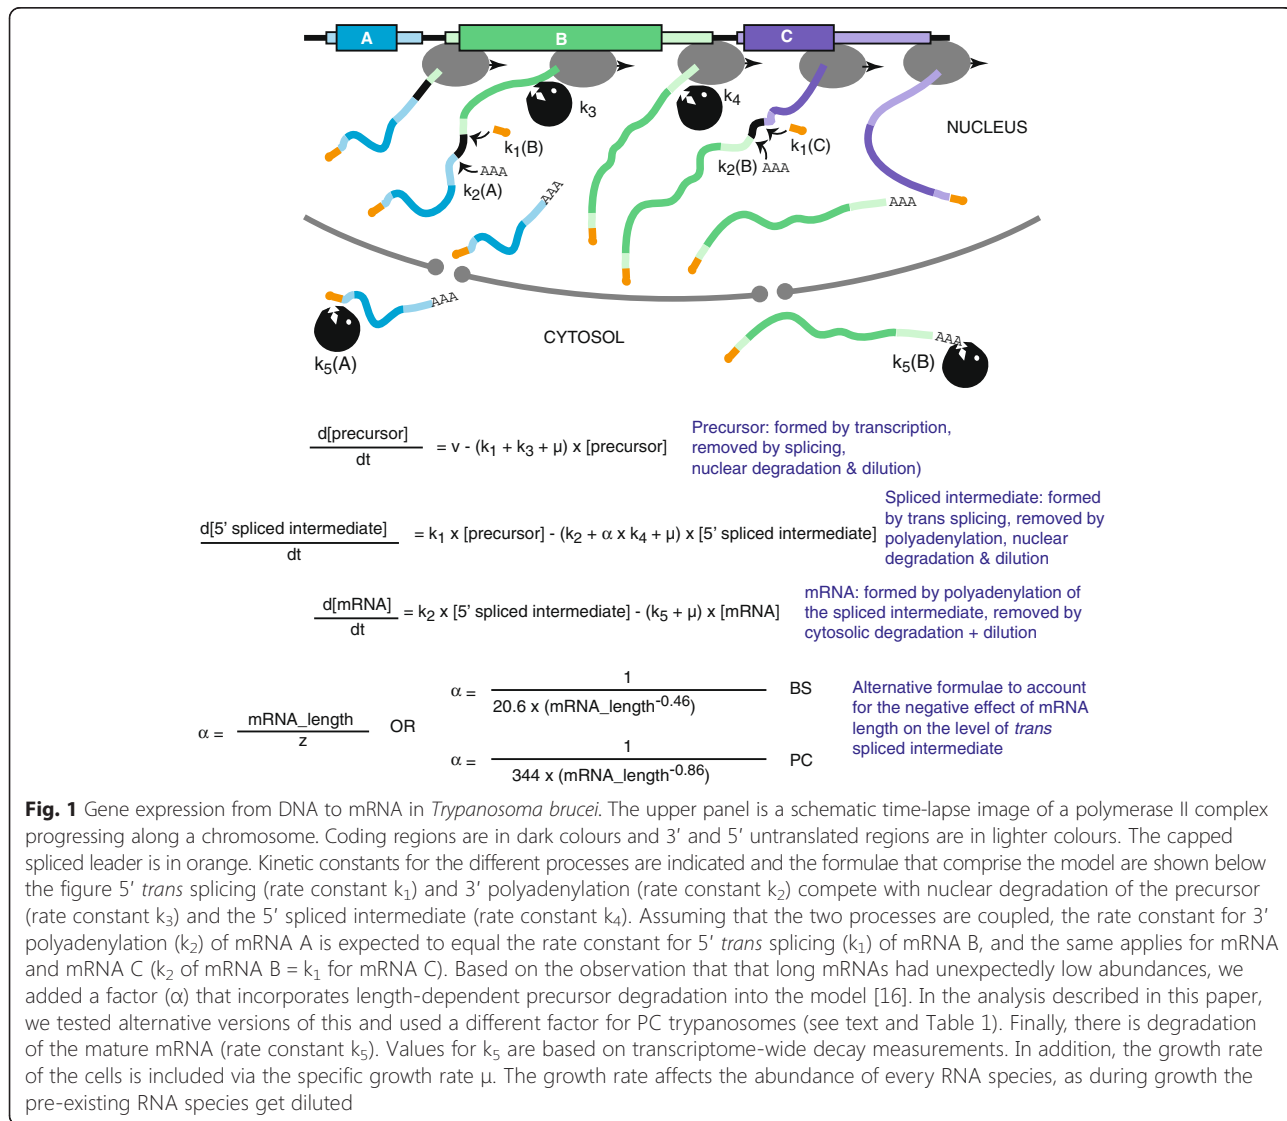 A
B
C
k3
k4
NUCLEUS
k1(B)
k1(C)
AAA
k2(B) AAA
k2(A)
AAA
AAA
AAA
CYTOSOL
AAA
k5(A)
k5(B)
d[precursor]
dt
= v - (k1 + k3 + μ) x [precursor]
Precursor: formed by transcription,
removed by splicing,
nuclear degradation & dilution)
d[5' spliced intermediate]
dt
= k1 x [precursor] - (k2 + α x k4 + μ) x [5' spliced intermediate]
Spliced intermediate: formed
by trans splicing, removed by
polyadenylation, nuclear
degradation & dilution
d[mRNA]
dt
= k2 x [5' spliced intermediate] - (k5 + μ) x [mRNA]
mRNA: formed by polyadenylation of
the spliced intermediate, removed by
cytosolic degradation + dilution
α = mRNA_length
z
OR
α = 1
20.6 x (mRNA_length-0.46)
BS
α = 1
344 x (mRNA_length-0.86)
PC
Alternative formulae to account
for the negative effect of mRNA
length on the level of trans
spliced intermediate
Fig. 1 Gene expression from DNA to mRNA in Trypanosoma brucei. The upper panel is a schematic time-lapse image of a polymerase II complex
progressing along a chromosome. Coding regions are in dark colours and 3′ and 5′ untranslated regions are in lighter colours. The capped
spliced leader is in orange. Kinetic constants for the different processes are indicated and the formulae that comprise the model are shown below
the figure 5′ trans splicing (rate constant k1) and 3′ polyadenylation (rate constant k2) compete with nuclear degradation of the precursor
(rate constant k3) and the 5′ spliced intermediate (rate constant k4). Assuming that the two processes are coupled, the rate constant for 3′
polyadenylation (k2) of mRNA A is expected to equal the rate constant for 5′ trans splicing (k1) of mRNA B, and the same applies for mRNA
and mRNA C (k2 of mRNA B = k1 for mRNA C). Based on the observation that that long mRNAs had unexpectedly low abundances, we
added a factor (α) that incorporates length-dependent precursor degradation into the model [16]. In the analysis described in this paper,
we tested alternative versions of this and used a different factor for PC trypanosomes (see text and Table 1). Finally, there is degradation
of the mature mRNA (rate constant k5). Values for k5 are based on transcriptome-wide decay measurements. In addition, the growth rate
of the cells is included via the specific growth rate μ. The growth rate affects the abundance of every RNA species, as during growth the
pre-existing RNA species get diluted